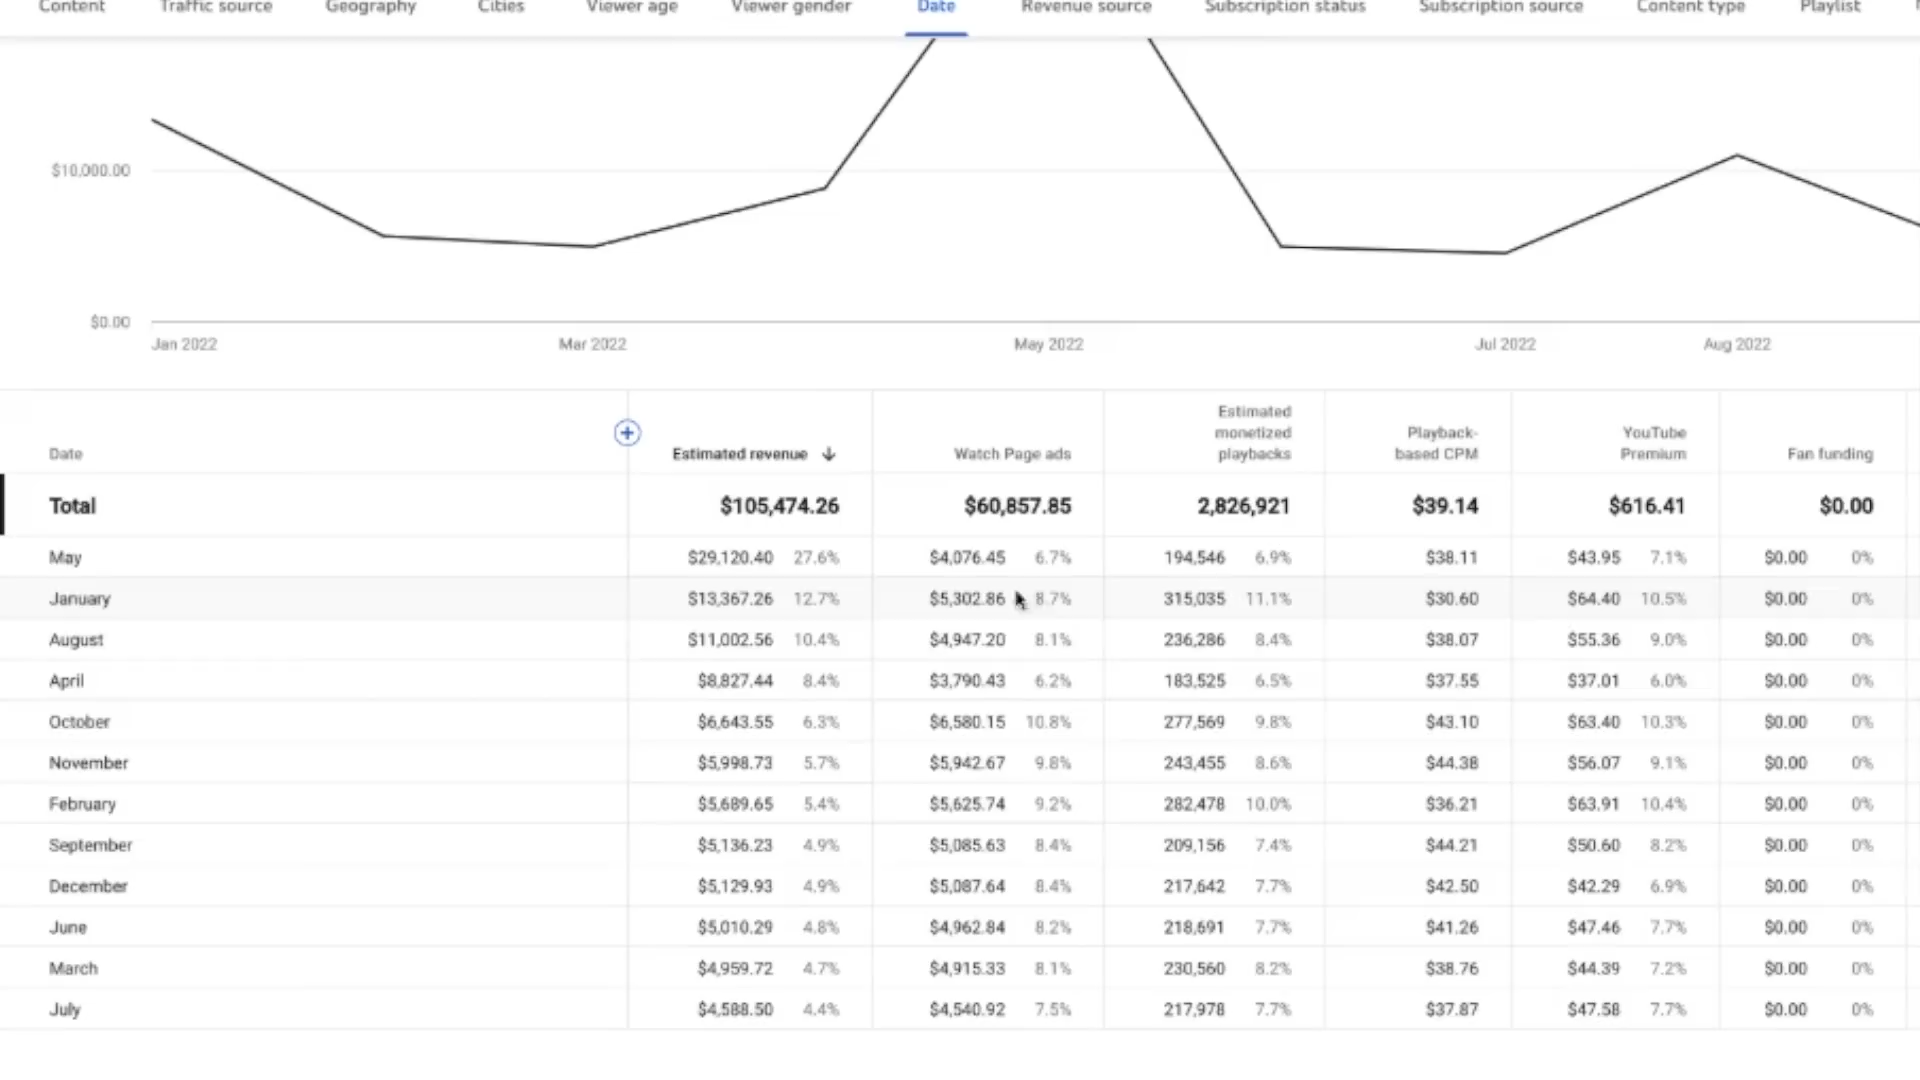 Content Traffic source Geography Cities Viewer age Viewer gender Date Revenue source Subscription status Subscription source Content type Playlist
$10,000.00
$0.00
Jan 2022 Mar 2022 May 2022 Jul 2022 Aug 2022
Date Estimated revenue Watch Page ads Estimated monetized playbacks Playback-based CPM YouTube Premium Fan funding
Total $105,474.26 $60,857.85 2,826,921 $39.14 $616.41 $0.00
May $29,120.40 27.6% $4,076.45 6.7% 194,546 6.9% $38.11 $43.95 7.1% $0.00 0%
January $13,367.26 12.7% $5,302.86 8.7% 315,035 11.1% $30.60 $64.40 10.5% $0.00 0%
August $11,002.56 10.4% $4,947.20 8.1% 236,286 8.4% $38.07 $55.36 9.0% $0.00 0%
April $8,827.44 8.4% $3,790.43 6.2% 183,525 6.5% $37.55 $37.01 6.0% $0.00 0%
October $6,643.55 6.3% $6,580.15 10.8% 277,569 9.8% $43.10 $63.40 10.3% $0.00 0%
November $5,998.73 5.7% $5,942.67 9.8% 243,455 8.6% $44.38 $56.07 9.1% $0.00 0%
February $5,689.65 5.4% $5,625.74 9.2% 282,478 10.0% $36.21 $63.91 10.4% $0.00 0%
September $5,136.23 4.9% $5,085.63 8.4% 209,156 7.4% $44.21 $50.60 8.2% $0.00 0%
December $5,129.93 4.9% $5,087.64 8.4% 217,642 7.7% $42.50 $42.29 6.9% $0.00 0%
June $5,010.29 4.8% $4,962.84 8.2% 218,691 7.7% $41.26 $47.46 7.7% $0.00 0%
March $4,959.72 4.7% $4,915.33 8.1% 230,560 8.2% $38.76 $44.39 7.2% $0.00 0%
July $4,588.50 4.4% $4,540.92 7.5% 217,978 7.7% $37.87 $47.58 7.7% $0.00 0%